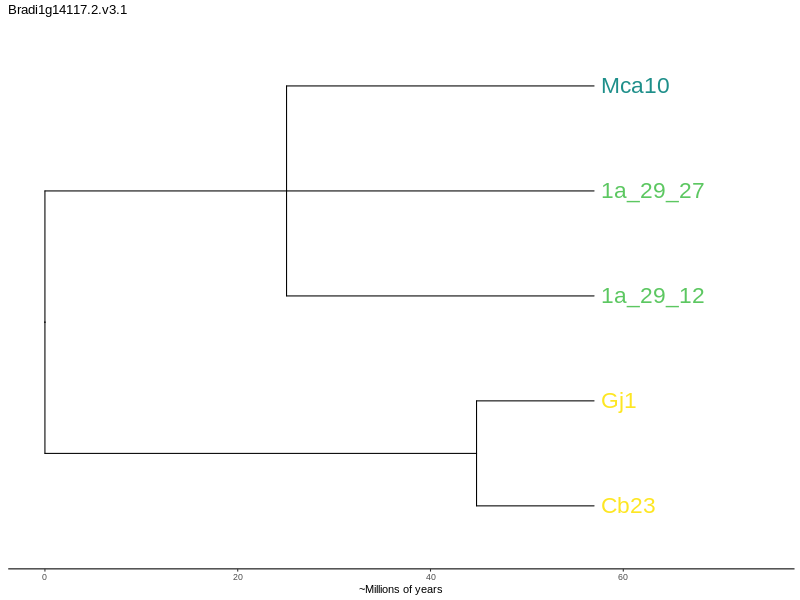 Bradi1g14117.2.v3.1
Mca10
1a_29_27
1a_29_12
Gj1
Cb23
0 20 40 60
~Millions of years